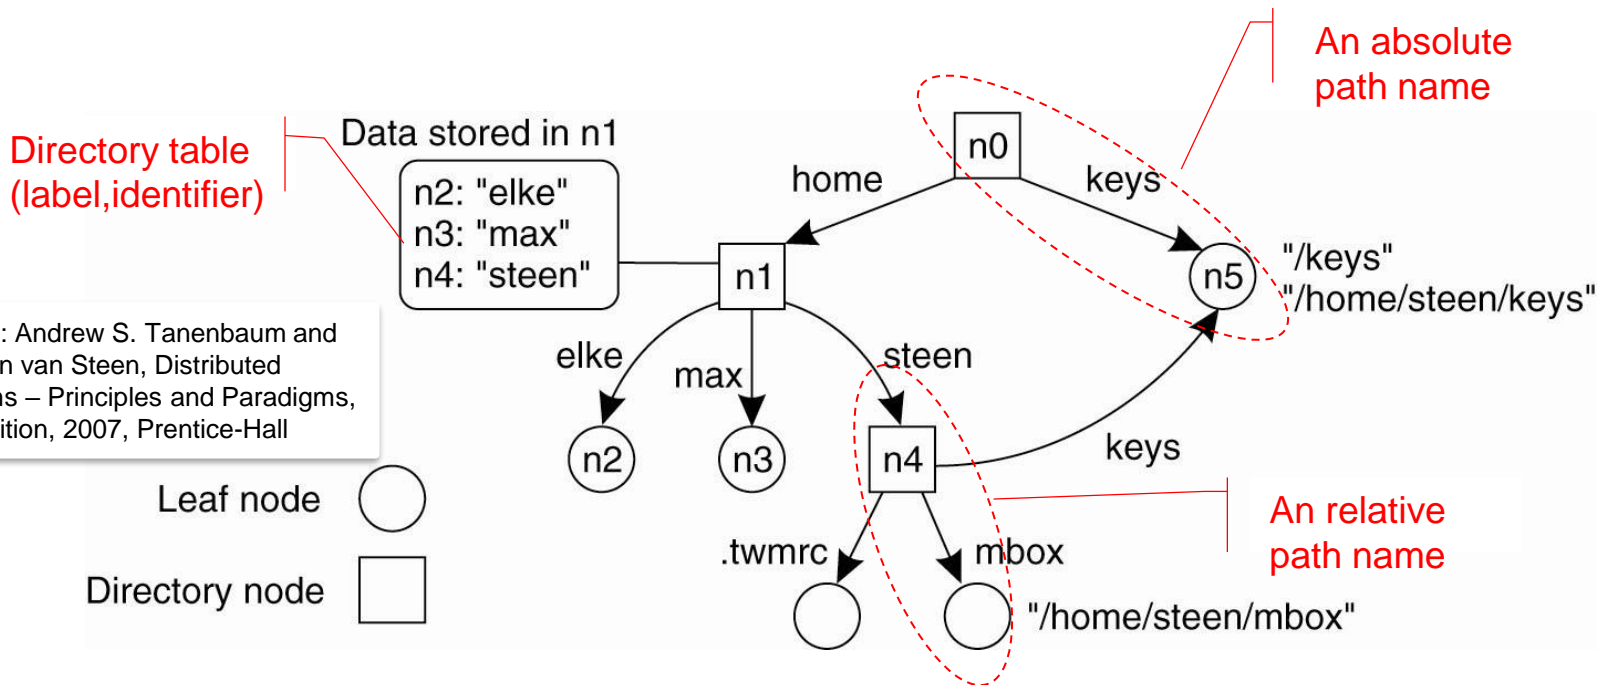 An absolute
path name
Data stored in n1
Directory table
(label,identifier)
n2: "elke"
n3: "max"
n4: "steen"
n0
home
keys
n1
n5
"/keys"
"/home/steen/keys"
: Andrew S. Tanenbaum and
n van Steen, Distributed
ns – Principles and Paradigms,
ition, 2007, Prentice-Hall
elke
max
steen
n2
n3
n4
keys
Leaf node
An relative
path name
.twmrc
mbox
Directory node
"/home/steen/mbox"